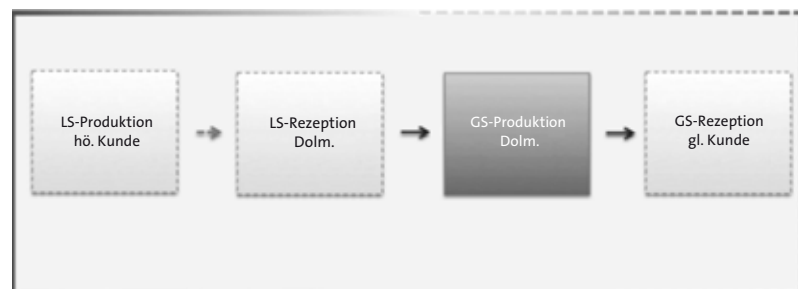 LS-Produktion
hö. Kunde
LS-Rezeption
Dolm.
GS-Produktion
Dolm.
GS-Rezeption
gl. Kunde